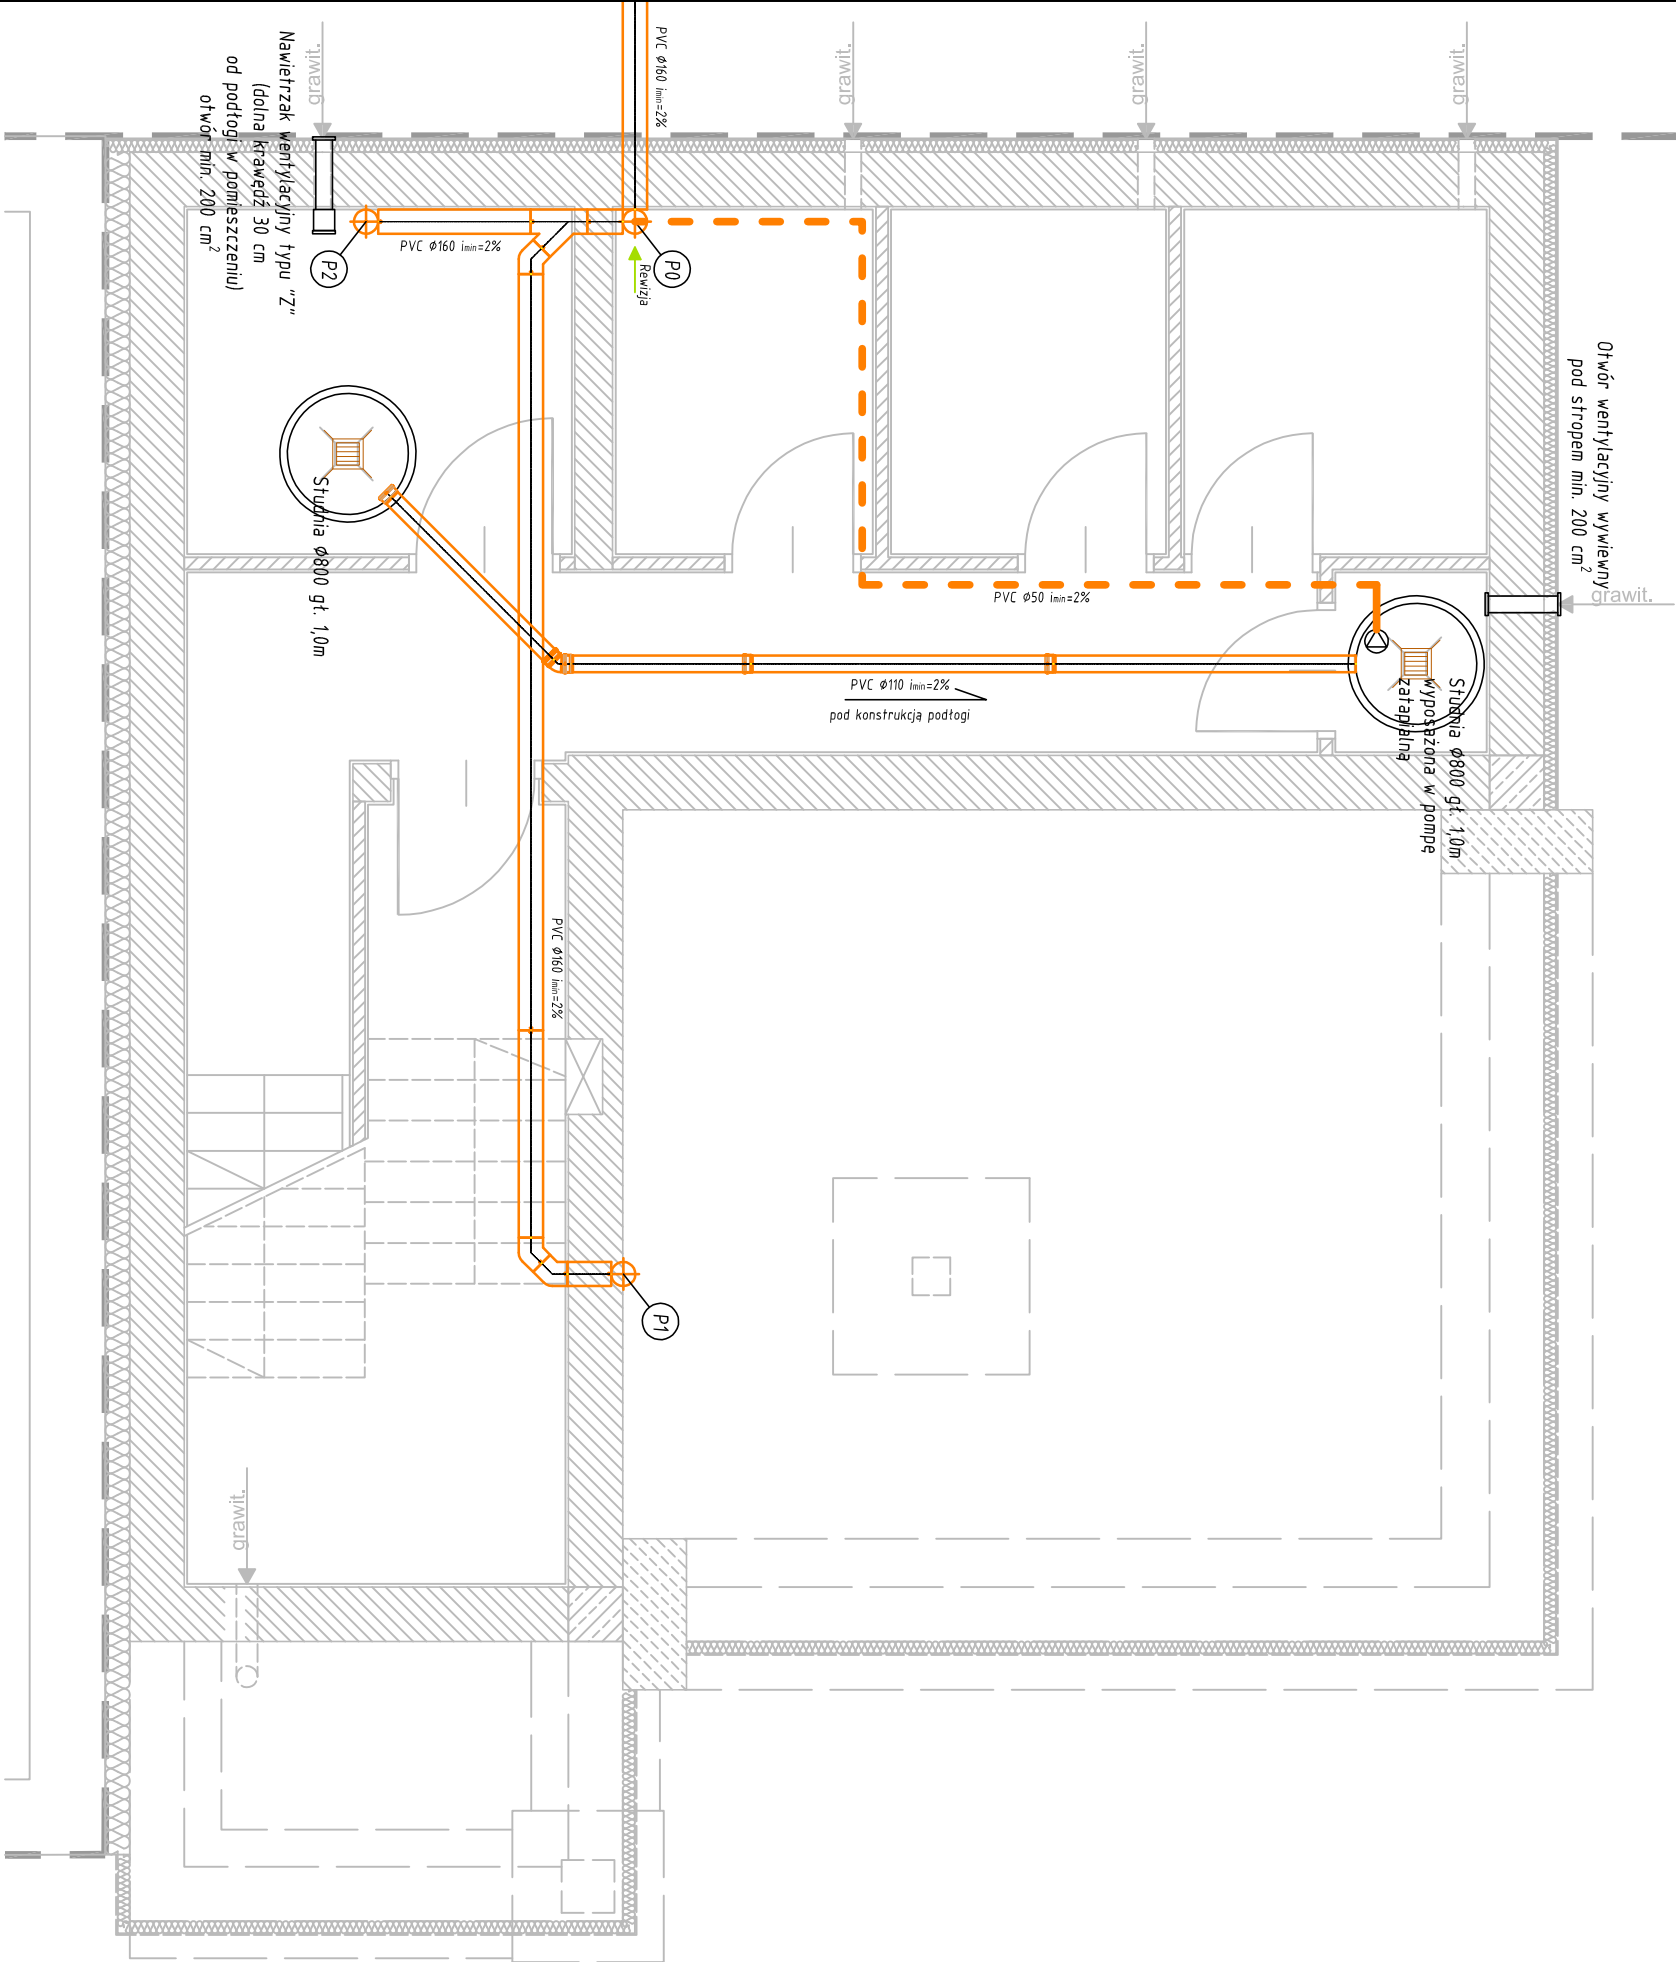 grawit.
grawit.
grawit.
grawit.
PVC Ø160 imin=2%
Nawietrzak wentylacyjny typu "Z"
(dolna krawędź 30 cm
od podłogi w pomieszczeniu)
otwór min. 200 cm²
PVC Ø160 imin=2%
P2
P0
Rewizja
Otwór wentylacyjny wywiewny
pod stropem min. 200 cm²
grawit.
Studnia Ø800 gł. 1,0m
PVC Ø50 imin=2%
PVC Ø110 imin=2%
pod konstrukcją podłogi
Studnia Ø800 gł. 1,0m
wyposażona w pompę
zatapialną
PVC Ø160 imin=2%
P1
grawit.